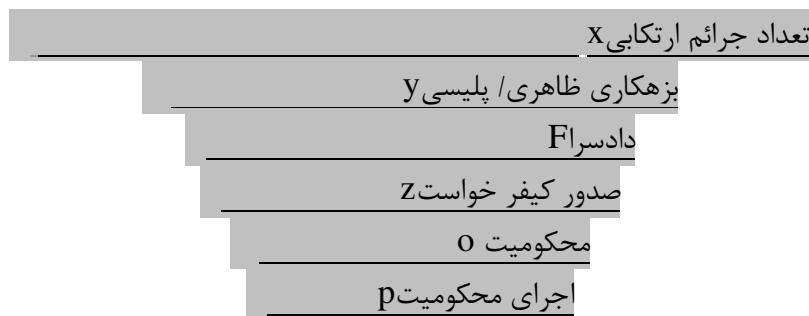 تعداد جرائم ارتکابیx
بزهکاری ظاهری/ پلیسیy
دادسراF
صدور کیفر خواستz
محکومیت o
اجرای محکومیتp